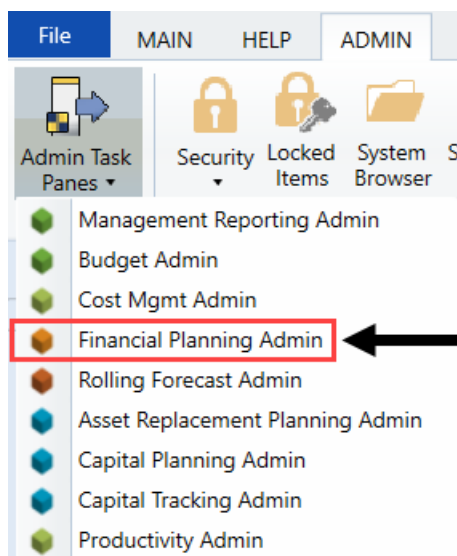 File MAIN HELP ADMIN
Admin Task Panes
Security
Locked Items
System Browser
S
Management Reporting Admin
Budget Admin
Cost Mgmt Admin
Financial Planning Admin
Rolling Forecast Admin
Asset Replacement Planning Admin
Capital Planning Admin
Capital Tracking Admin
Productivity Admin